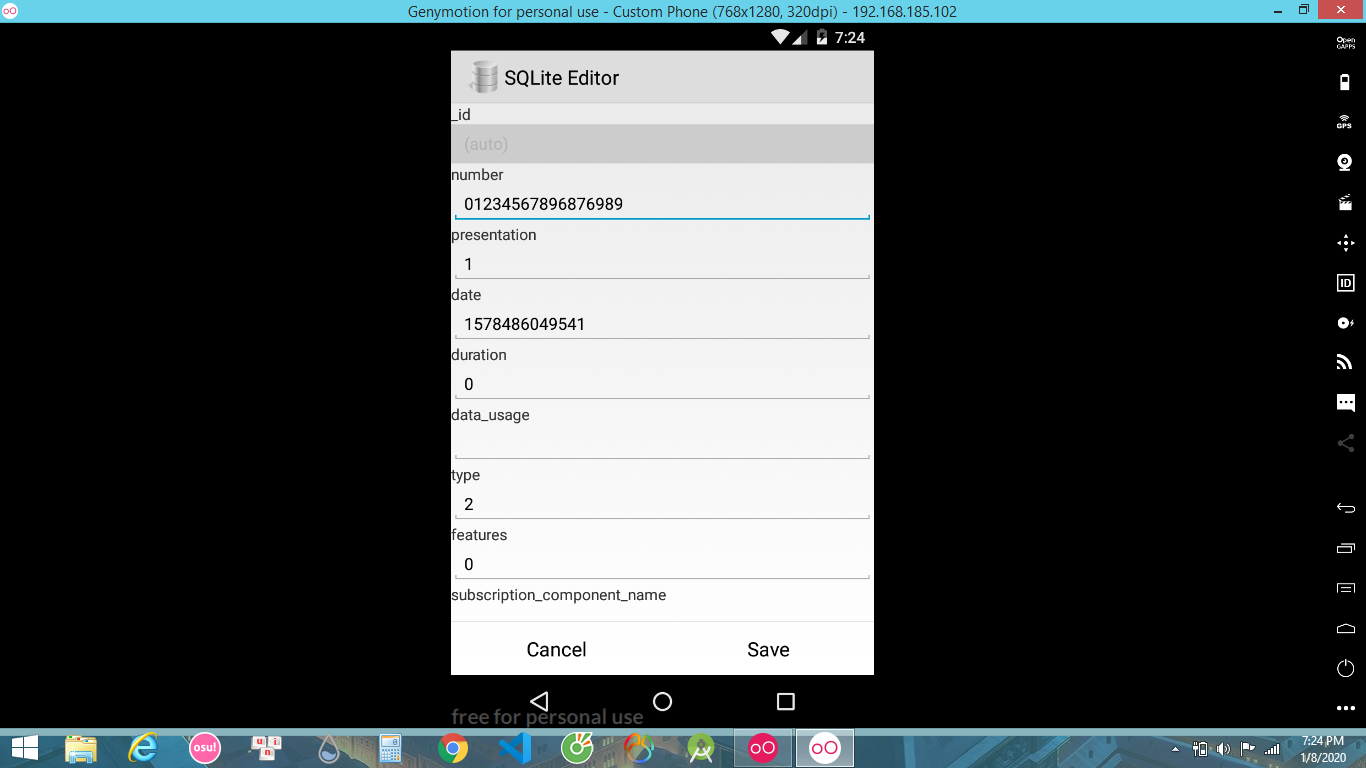 Genymotion for personal use - Custom Phone (768x1280, 320dpi) - 192.168.185.102
7:24
Open
GAPPS
SQLite Editor
_id
(auto)
GPS
number
01234567896876989
presentation
1
ID
date
1578486049541
duration
0
data_usage
type
2
features
0
subscription_component_name
Cancel
Save
free for personal use
osu!
u
i
n
7:24 PM
1/8/2020